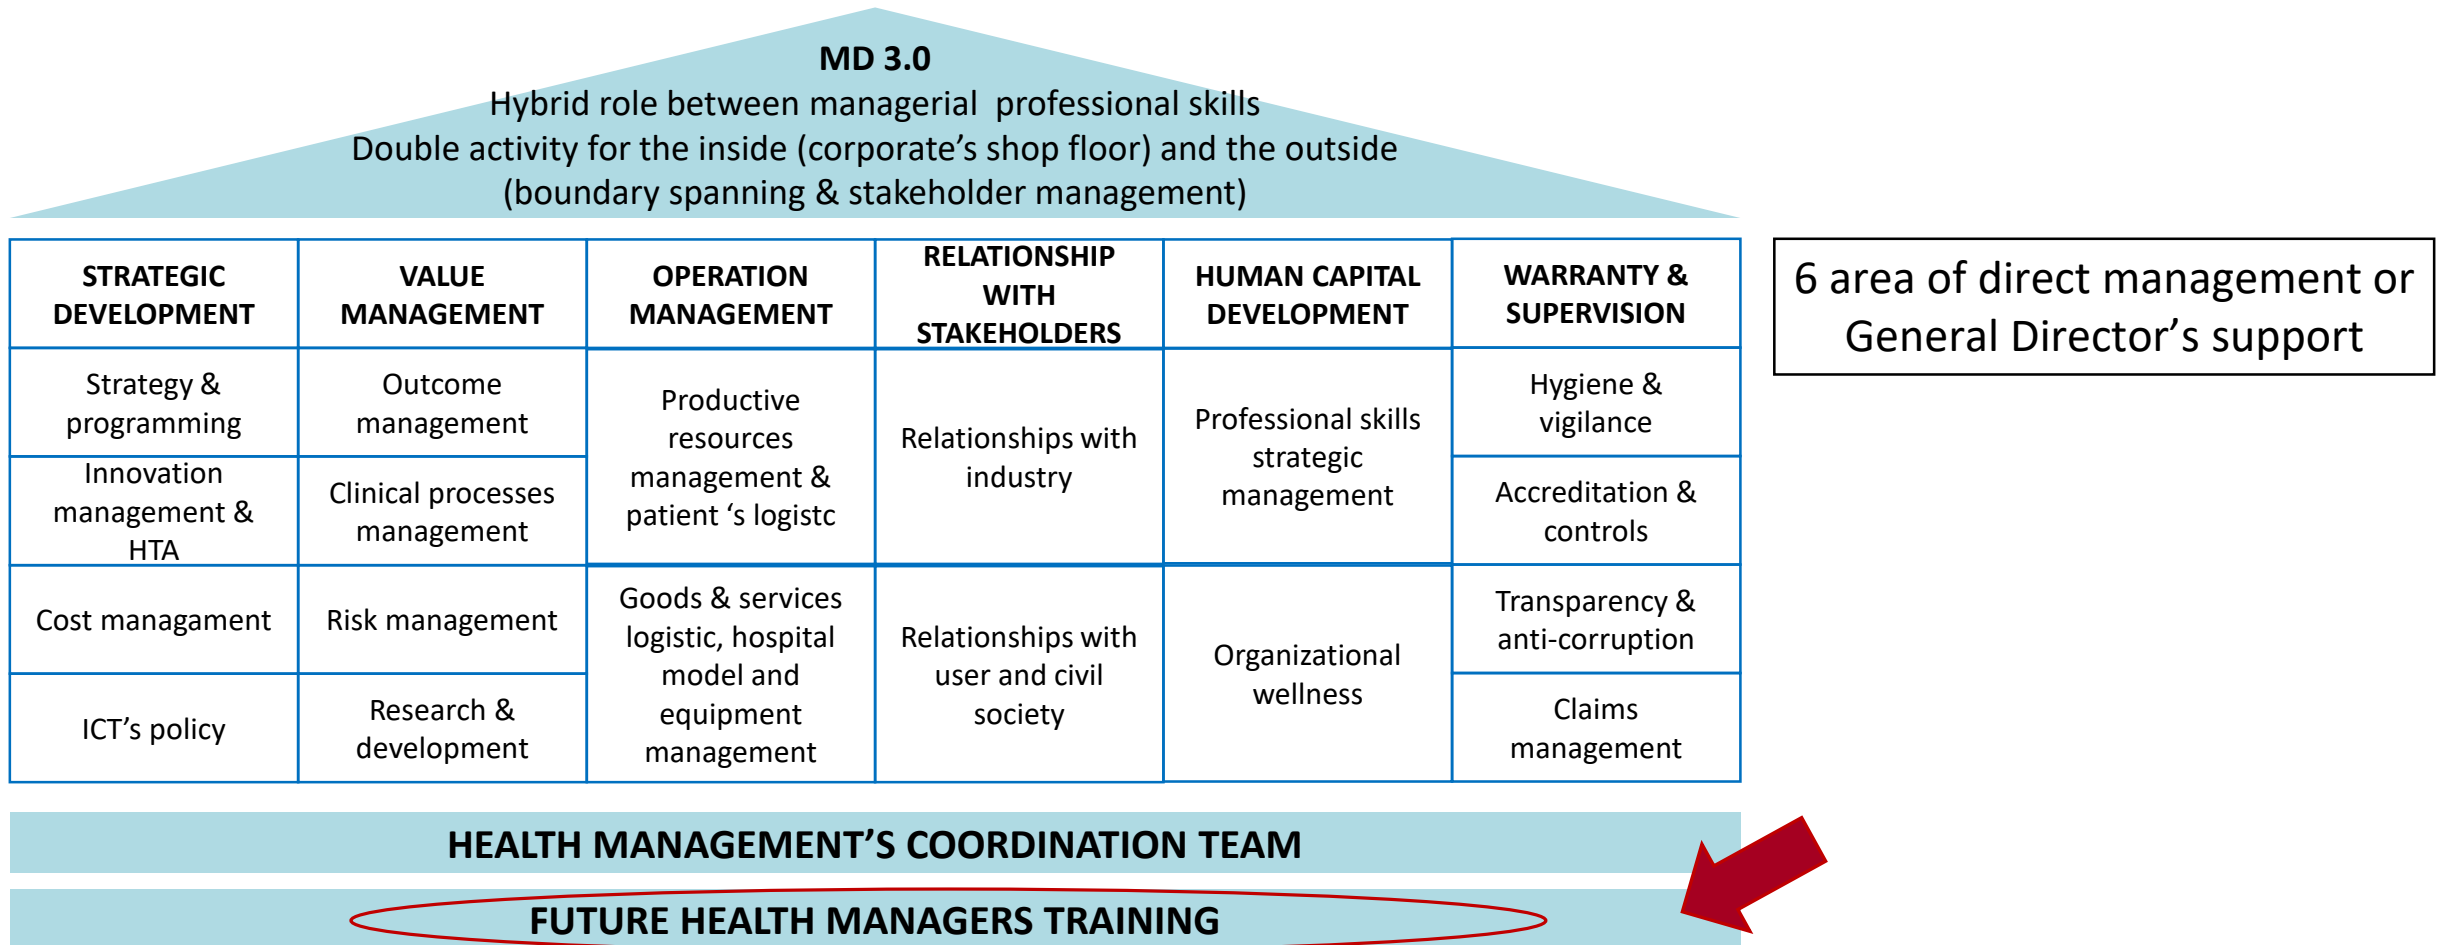 MD 3.0
Hybrid role between managerial professional skills
Double activity for the inside (corporate's shop floor) and the outside
(boundary spanning & stakeholder management)
STRATEGIC
DEVELOPMENT
VALUE
MANAGEMENT
OPERATION
MANAGEMENT
RELATIONSHIP
WITH
STAKEHOLDERS
HUMAN CAPITAL
DEVELOPMENT
WARRANTY &
SUPERVISION
6 area of direct management or
General Director's support
Strategy &
programming
Outcome
management
Productive
resources
management &
patient 's logistc
Relationships with
industry
Professional skills
strategic
management
Hygiene &
vigilance
Innovation
management &
HTA
Clinical processes
management
Accreditation &
controls
Cost managament
Risk management
Goods & services
logistic, hospital
model and
equipment
management
Relationships with
user and civil
society
Organizational
wellness
Transparency &
anti-corruption
ICT's policy
Research &
development
Claims
management
HEALTH MANAGEMENT'S COORDINATION TEAM
FUTURE HEALTH MANAGERS TRAINING